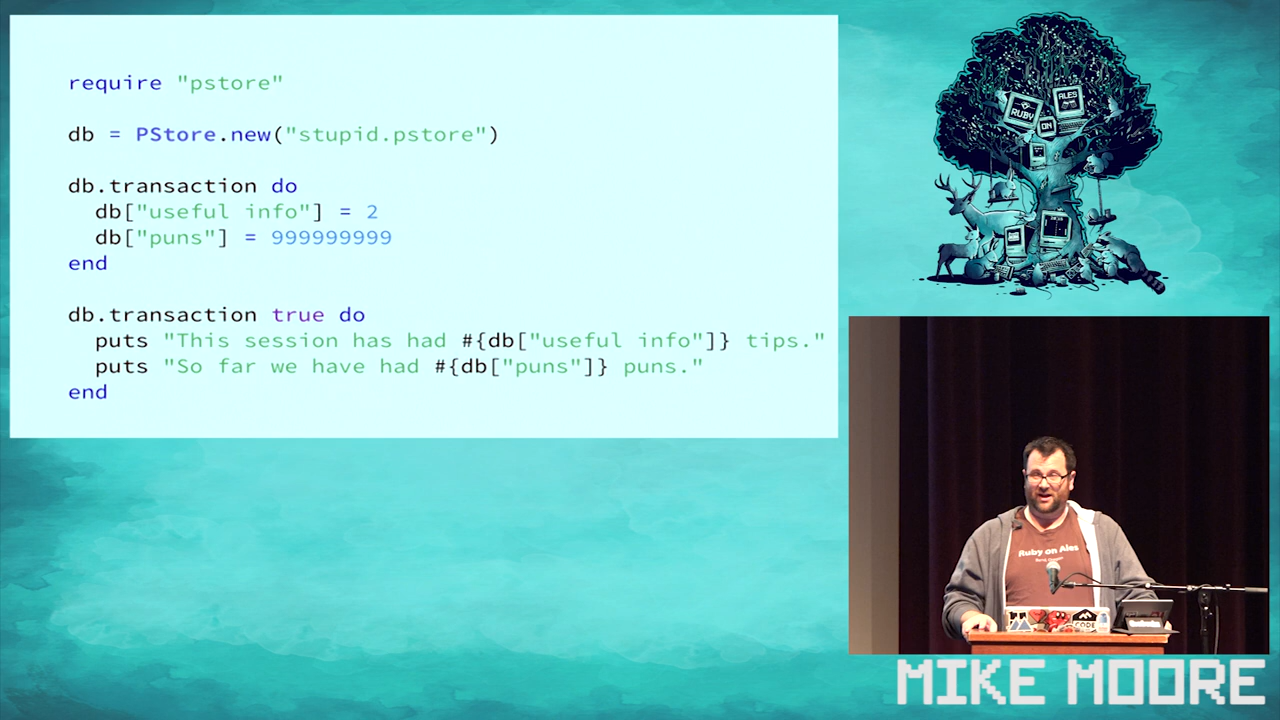 require "pstore"
db = PStore.new("stupid.pstore")
db.transaction do
db["useful info"] = 2
db["puns"] = 999999999
end
db.transaction true do
puts "This session has had #{db["useful info"]} tips."
puts "So far we have had #{db["puns"]} puns."
end
RUBY
ON
ALES
Ruby on Ales
CODE
MIKE MOORE